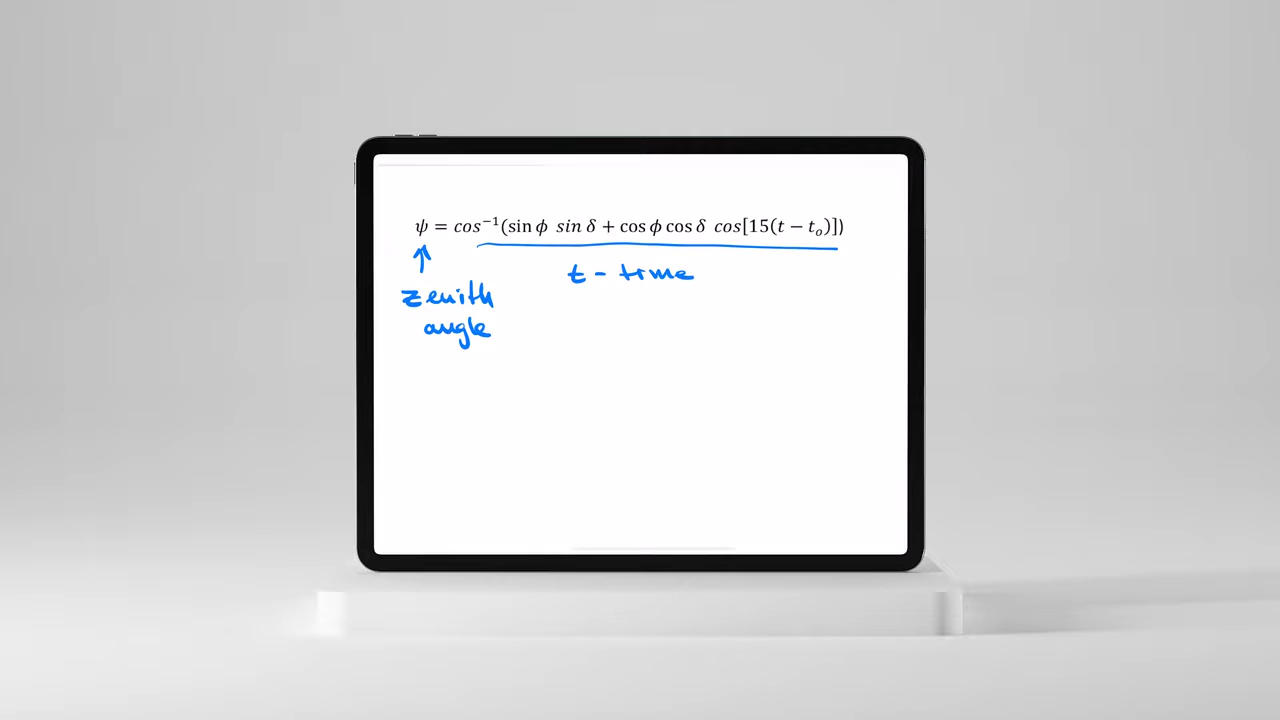 ψ = cos⁻¹(sin ϕ sin δ + cos ϕ cos δ cos[15(t − tₒ)])
t - time
zenith
angle